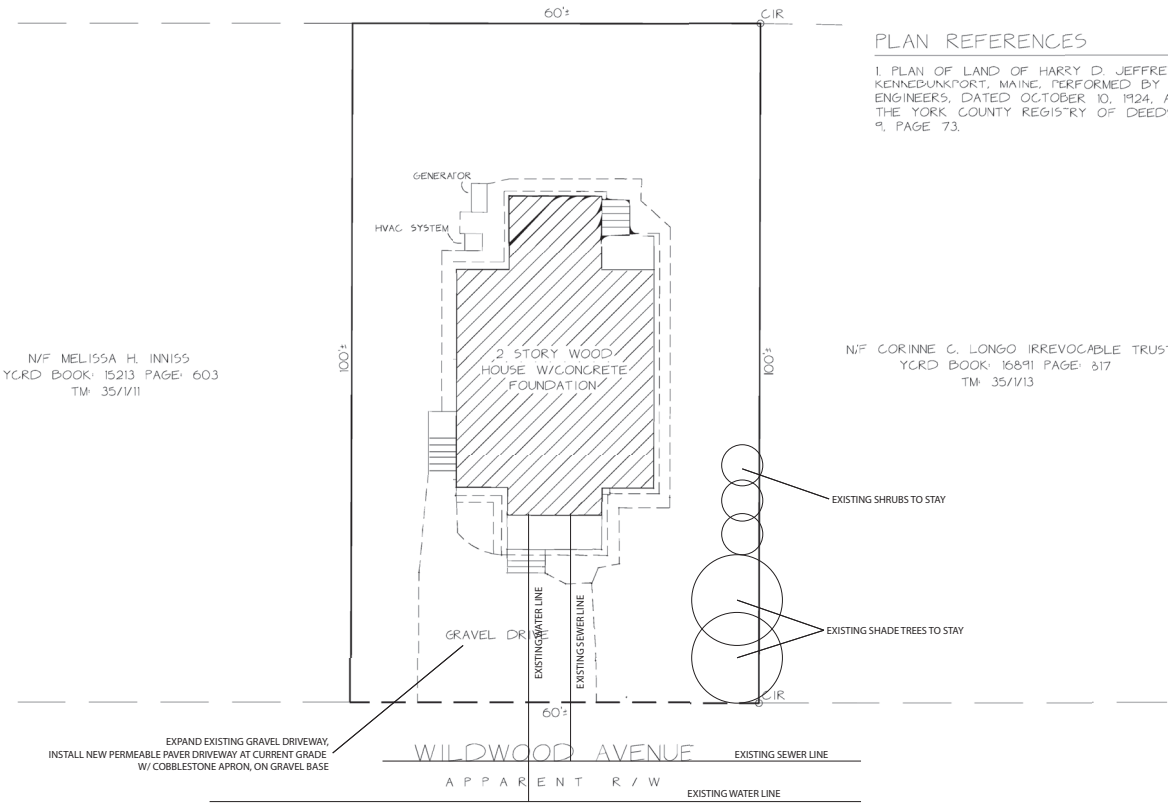 60'±
CIR
PLAN REFERENCES
1. PLAN OF LAND OF HARRY D. JEFFRE
KENNEBUNKPORT, MAINE, PERFORMED BY
ENGINEERS, DATED OCTOBER 10, 1924, A
THE YORK COUNTY REGISTRY OF DEEDS
9, PAGE 73.
GENERATOR
HVAC SYSTEM
100'±
2 STORY WOOD
HOUSE W/CONCRETE
FOUNDATION
N/F MELISSA H. INNISS
YCRD BOOK: 15213 PAGE: 603
TM: 35/1/11
100'±
N/F CORINNE C. LONGO IRREVOCABLE TRUST
YCRD BOOK: 16891 PAGE: 317
TM: 35/1/13
EXISTING SHRUBS TO STAY
EXISTING WATER LINE
EXISTING SEWER LINE
GRAVEL DRIVE
EXISTING SHADE TREES TO STAY
CIR
60'±
EXPAND EXISTING GRAVEL DRIVEWAY,
INSTALL NEW PERMEABLE PAVER DRIVEWAY AT CURRENT GRADE
W/ COBBLESTONE APRON, ON GRAVEL BASE
WILDWOOD AVENUE
EXISTING SEWER LINE
APPARENT R/W
EXISTING WATER LINE